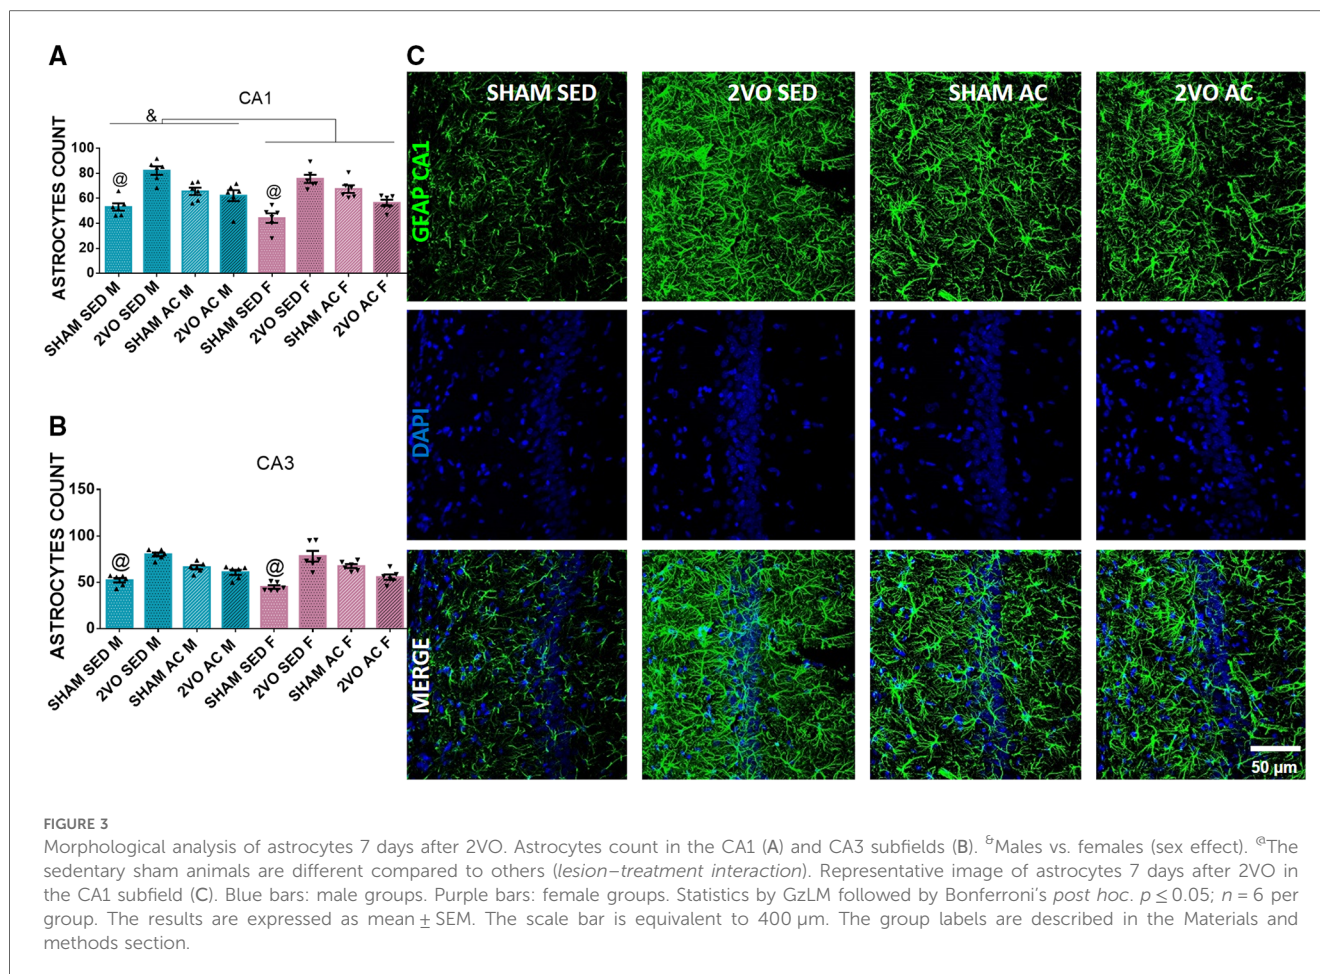 A
CA1
&
ASTROCYTES COUNT
100
80
60
40
20
0
@
@
SHAM SED M
2VO SED M
SHAM AC M
2VO AC M
SHAM SED F
2VO SED F
SHAM AC F
2VO AC F
B
CA3
ASTROCYTES COUNT
150
100
50
0
@
@
SHAM SED M
2VO SED M
SHAM AC M
2VO AC M
SHAM SED F
2VO SED F
SHAM AC F
2VO AC F
C
SHAM SED
2VO SED
SHAM AC
2VO AC
GFAP CA1
DAPI
MERGE
50 µm
FIGURE 3
Morphological analysis of astrocytes 7 days after 2VO. Astrocytes count in the CA1 (A) and CA3 subfields (B). &Males vs. females (sex effect). @The
sedentary sham animals are different compared to others (lesion–treatment interaction). Representative image of astrocytes 7 days after 2VO in
the CA1 subfield (C). Blue bars: male groups. Purple bars: female groups. Statistics by GzLM followed by Bonferroni's post hoc. p ≤ 0.05; n = 6 per
group. The results are expressed as mean ± SEM. The scale bar is equivalent to 400 µm. The group labels are described in the Materials and
methods section.